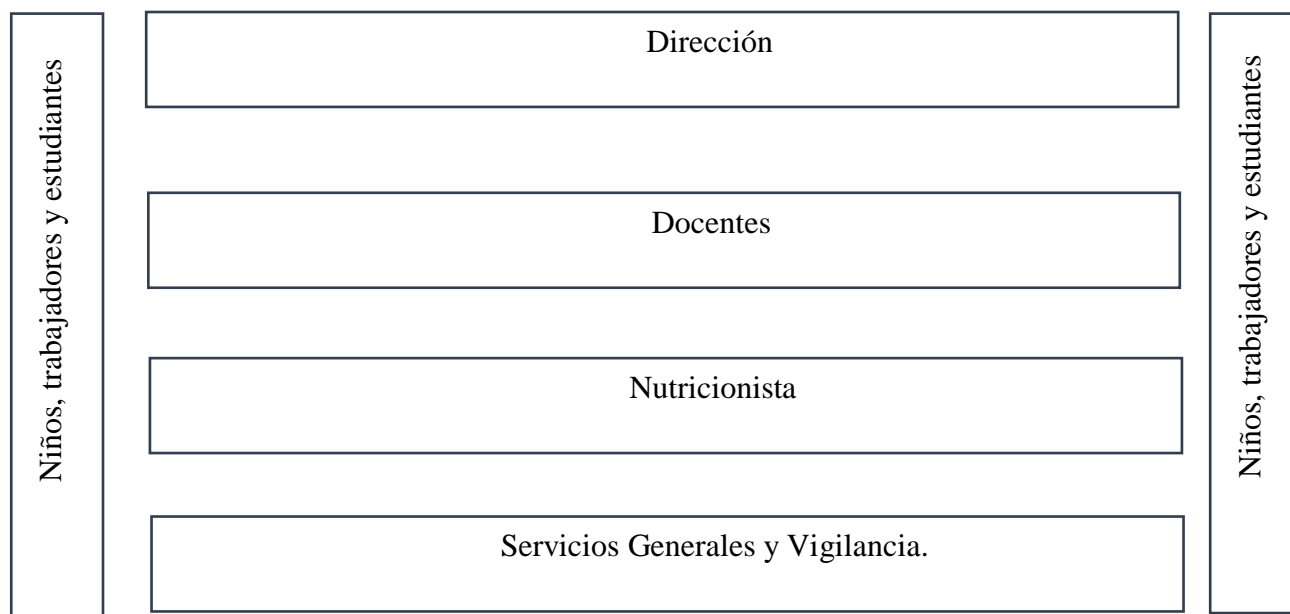 Niños, trabajadores y estudiantes
Dirección
Docentes
Nutricionista
Servicios Generales y Vigilancia.
Niños, trabajadores y estudiantes